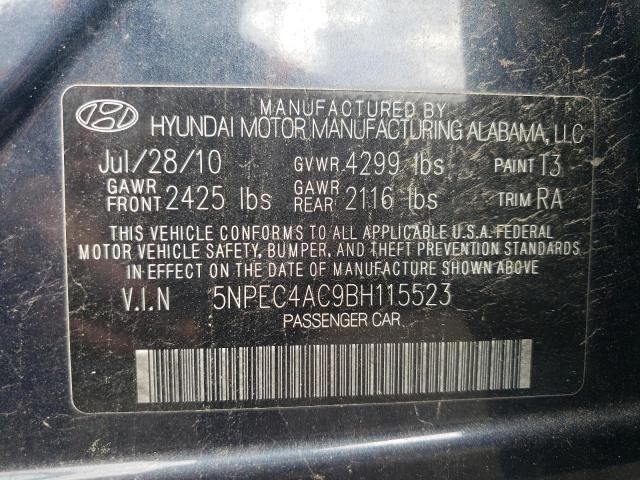 MANUFACTURED BY
HYUNDAI MOTOR MANUFACTURING ALABAMA, LLC
Jul/28/10 GVWR 4299 lbs PAINT T3
GAWR FRONT 2425 lbs GAWR REAR 2116 lbs TRIM RA
THIS VEHICLE CONFORMS TO ALL APPLICABLE U.S.A. FEDERAL
MOTOR VEHICLE SAFETY, BUMPER, AND THEFT PREVENTION STANDARDS
IN EFFECT ON THE DATE OF MANUFACTURE SHOWN ABOVE.
V.I.N 5NPEC4AC9BH115523
PASSENGER CAR